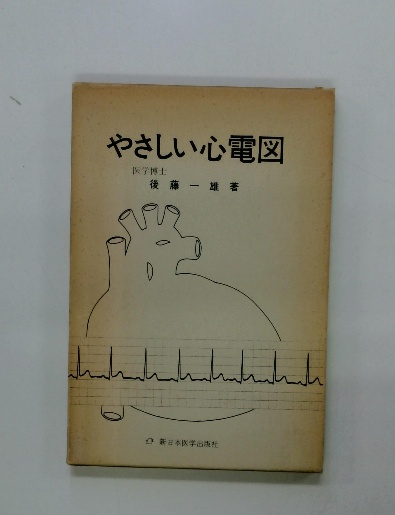 やさしい心電図
医学博士
後藤一雄著
新日本医学出版社